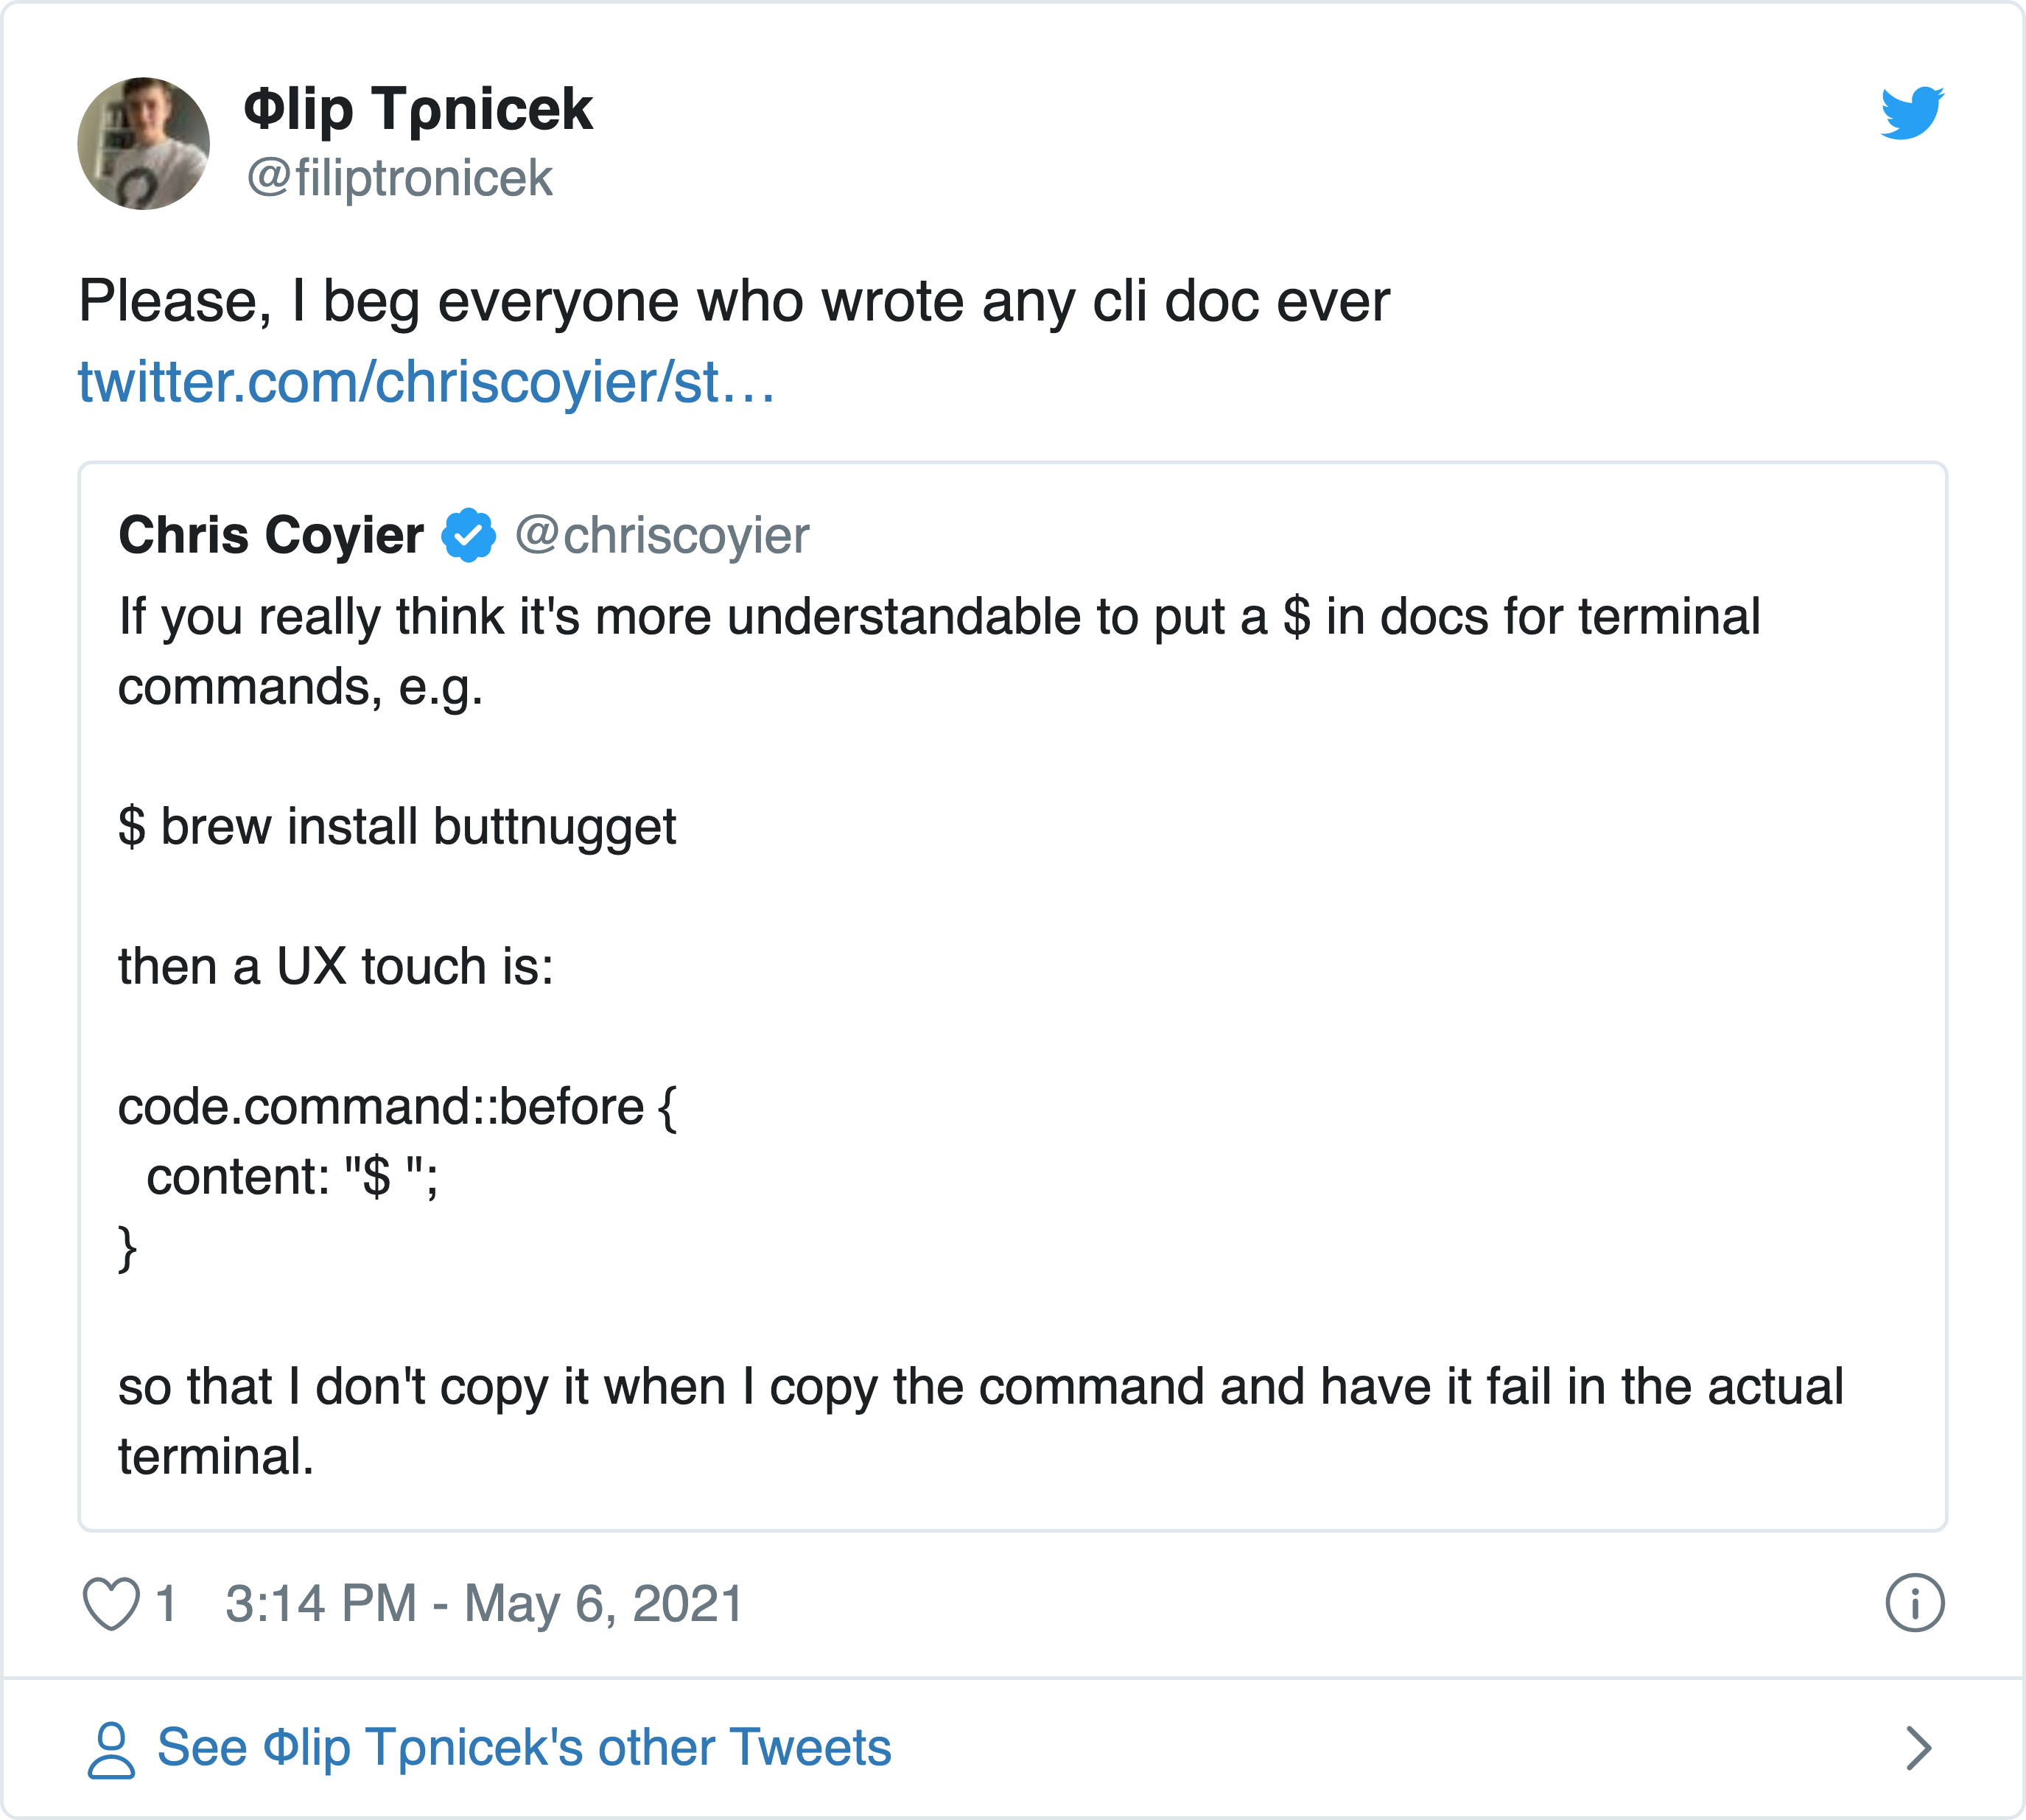 Φlip Tρnicek
@filiptronicek
Please, I beg everyone who wrote any cli doc ever
twitter.com/chriscoyier/st…
Chris Coyier @chriscoyier
If you really think it's more understandable to put a $ in docs for terminal
commands, e.g.
$ brew install buttnugget
then a UX touch is:
code.command::before {
  content: "$ ";
}
so that I don't copy it when I copy the command and have it fail in the actual
terminal.
1 3:14 PM - May 6, 2021
See Φlip Tρnicek's other Tweets